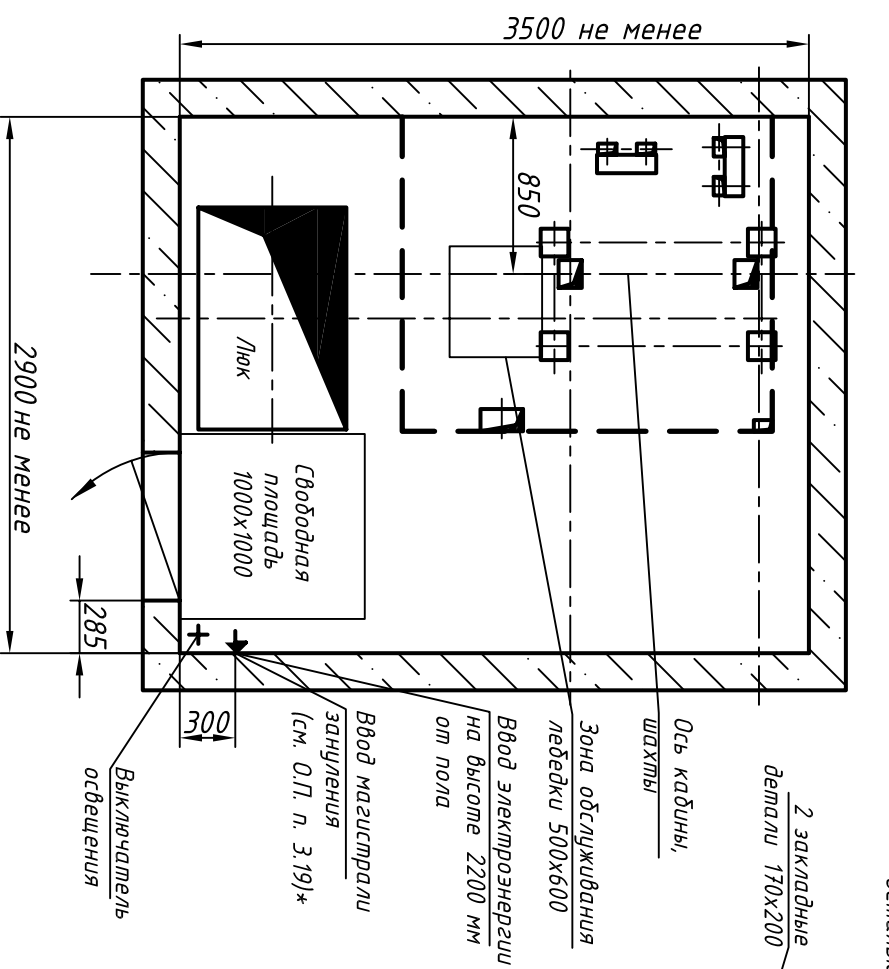 3500 не менее
850
2900 не менее
Люк
Свободная
площадь
1000х1000
285
300
2 закладные
детали 170х200
Ось кабины,
шахты
Зона обслуживания
лебедки 500х600
Ввод электроэнергии
на высоте 2200 мм
от пола
Ввод магистрали
зануления
(см. О.П. п. 3.19)*
Выключатель
освещения